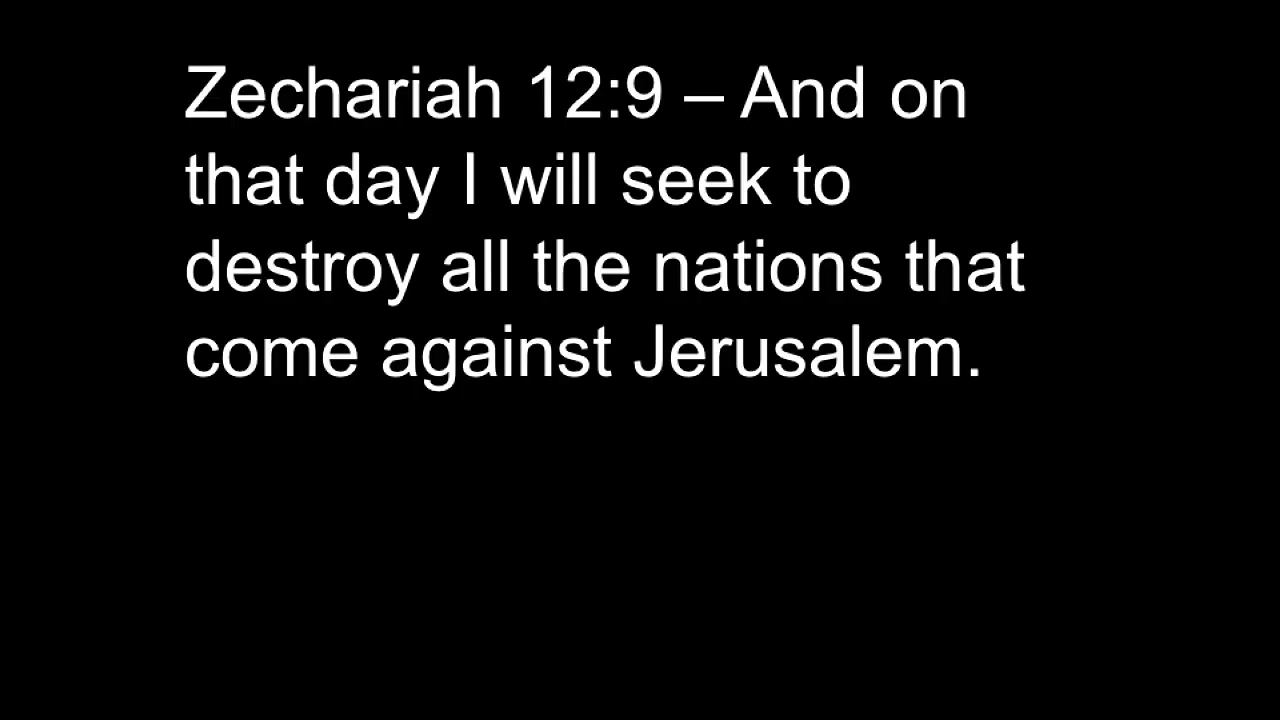 Zechariah 12:9 – And on
that day I will seek to
destroy all the nations that
come against Jerusalem.